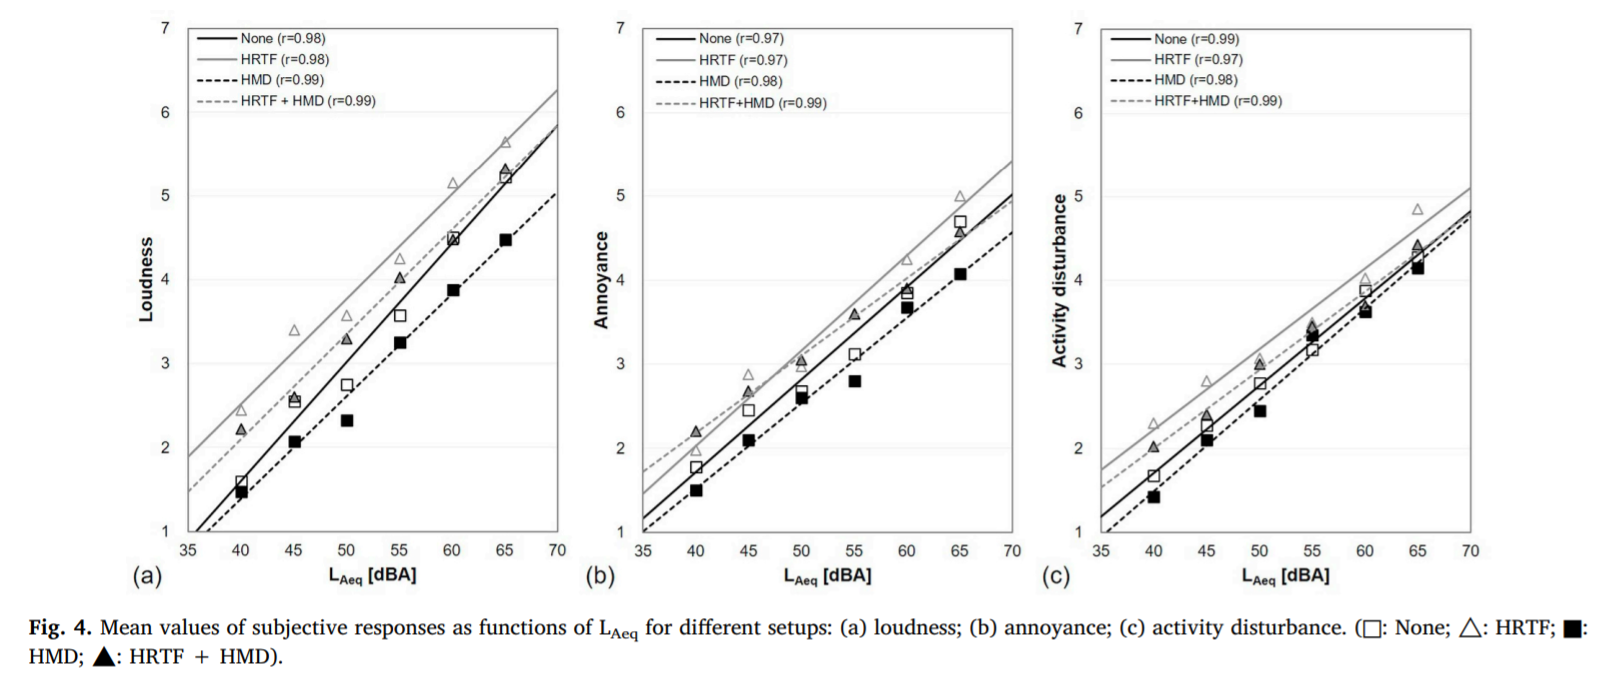 7
6
5
4
3
2
1
Loudness
None (r=0.98)
HRTF (r=0.98)
HMD (r=0.99)
HRTF + HMD (r=0.99)
35 40 45 50 55 60 65 70
(a)
LAeq [dBA]
7
6
5
4
3
2
1
Annoyance
None (r=0.97)
HRTF (r=0.97)
HMD (r=0.98)
HRTF+HMD (r=0.99)
35 40 45 50 55 60 65 70
(b)
LAeq [dBA]
7
6
5
4
3
2
1
Activity disturbance
None (r=0.99)
HRTF (r=0.97)
HMD (r=0.98)
HRTF+HMD (r=0.99)
35 40 45 50 55 60 65 70
(c)
LAeq [dBA]
Fig. 4. Mean values of subjective responses as functions of LAeq for different setups: (a) loudness; (b) annoyance; (c) activity disturbance. (□: None; △: HRTF; ■:
HMD; ▲: HRTF + HMD).